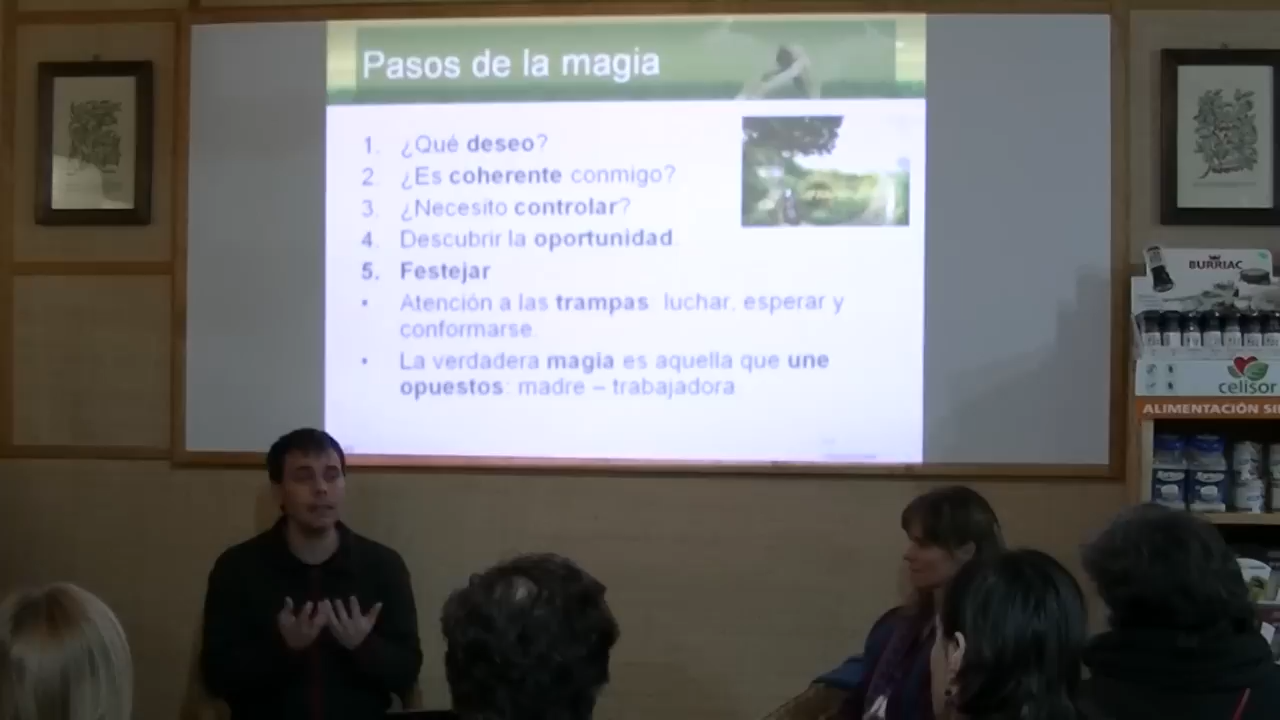 Pasos de la magia
1. ¿Qué deseo?
2. ¿Es coherente conmigo?
3. ¿Necesito controlar?
4. Descubrir la oportunidad.
5. Festejar
• Atención a las trampas: luchar, esperar y
conformarse.
• La verdadera magia es aquella que une
opuestos: madre – trabajadora
BURRIAC
celisor
ALIMENTACIÓN SI